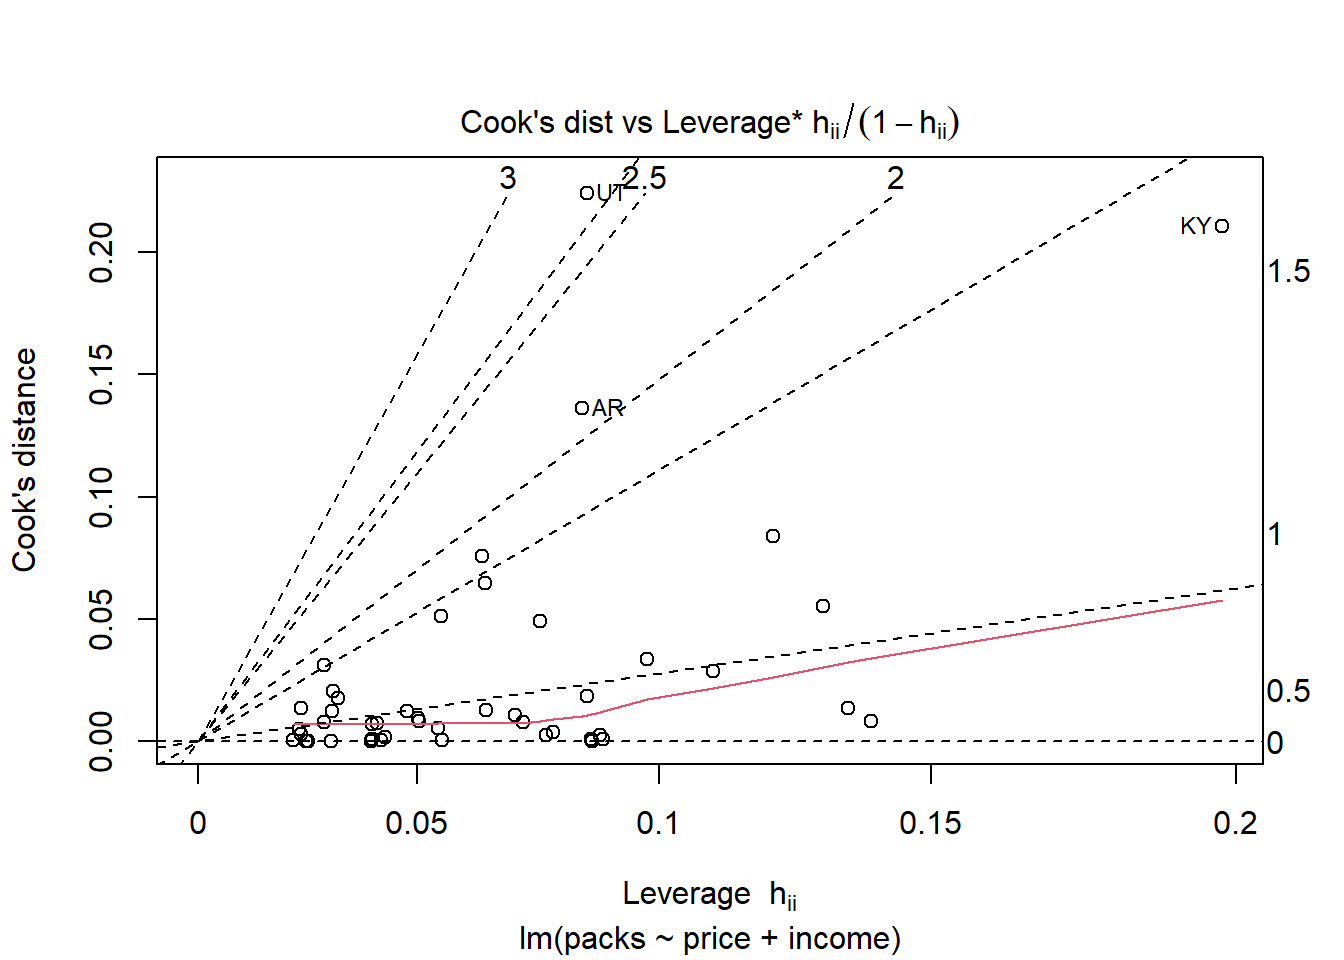 Cook's dist vs Leverage* hᵢᵢ/(1−hᵢᵢ)
3
2.5
2
UT
KY
AR
Cook's distance
0.20
0.15
0.10
0.05
0.00
1.5
1
0.5
0
0 0.05 0.1 0.15 0.2
Leverage hᵢᵢ
lm(packs ~ price + income)